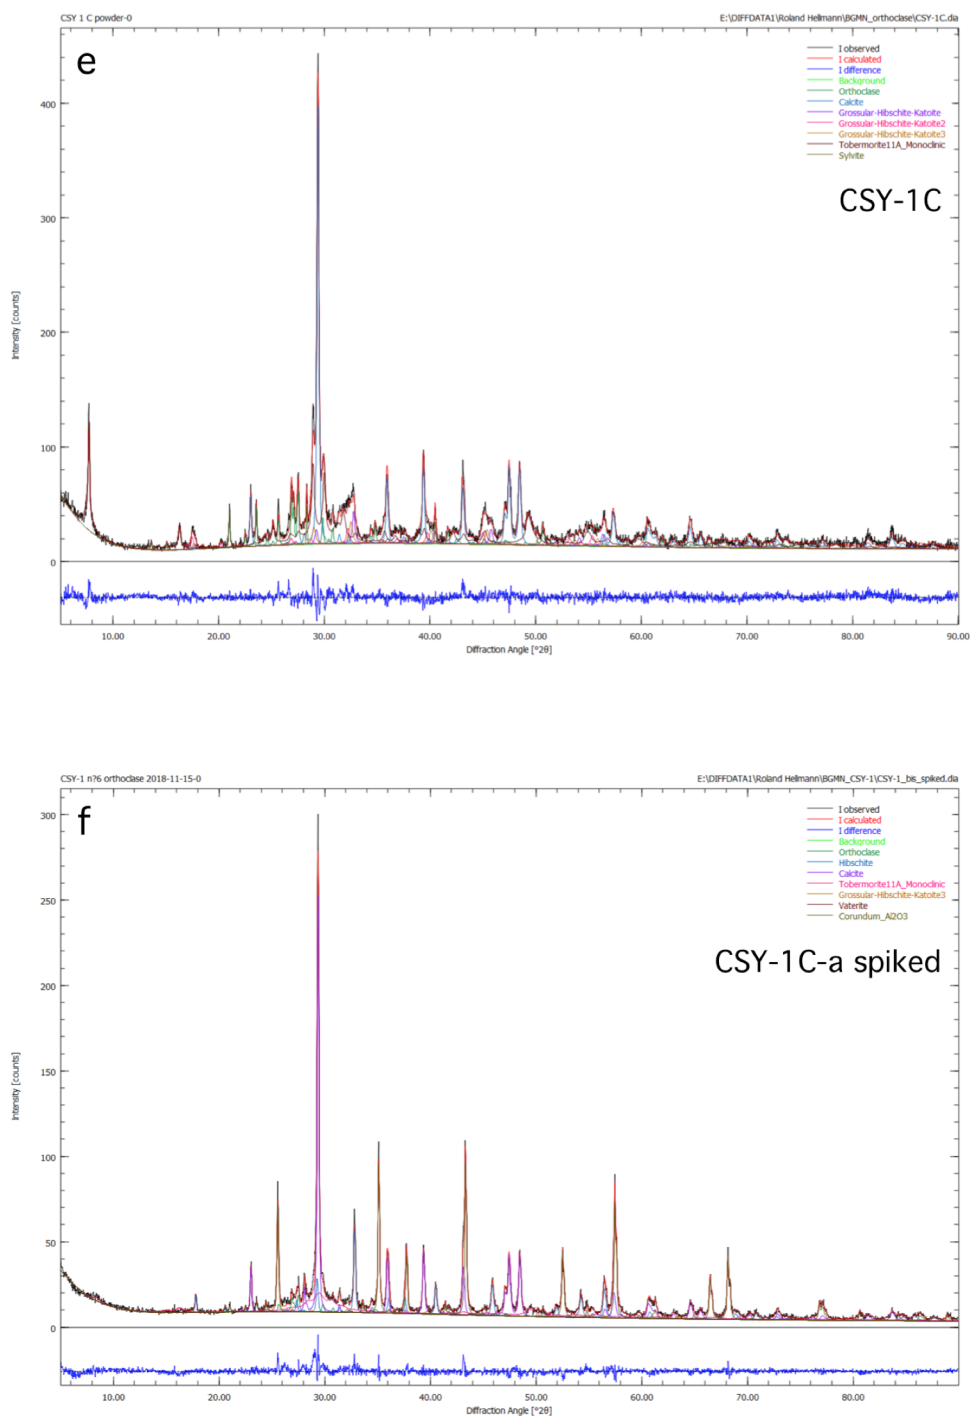 CSY 1 C powder-0
E:\DIFFDATA1\Roland Hellmann\BGMN_orthoclase\CSY-1C.dia
e
I observed
I calculated
I difference
Background
Orthoclase
Calcite
Grossular-Hibschite-Katoite
Grossular-Hibschite-Katoite2
Grossular-Hibschite-Katoite3
Tobermorite11A_Monoclinic
Sylvite
CSY-1C
400
300
200
100
0
Intensity [counts]
10.00 20.00 30.00 40.00 50.00 60.00 70.00 80.00 90.00
Diffraction Angle [°2θ]
CSY-1 n?6 orthoclase 2018-11-15-0
E:\DIFFDATA1\Roland Hellmann\BGMN_CSY-1\CSY-1_bis_spiked.dia
f
I observed
I calculated
I difference
Background
Orthoclase
Hibschite
Calcite
Tobermorite11A_Monoclinic
Grossular-Hibschite-Katoite3
Vaterite
Corundum_Al2O3
CSY-1C-a spiked
300
250
200
150
100
50
0
Intensity [counts]
10.00 20.00 30.00 40.00 50.00 60.00 70.00 80.00
Diffraction Angle [°2θ]